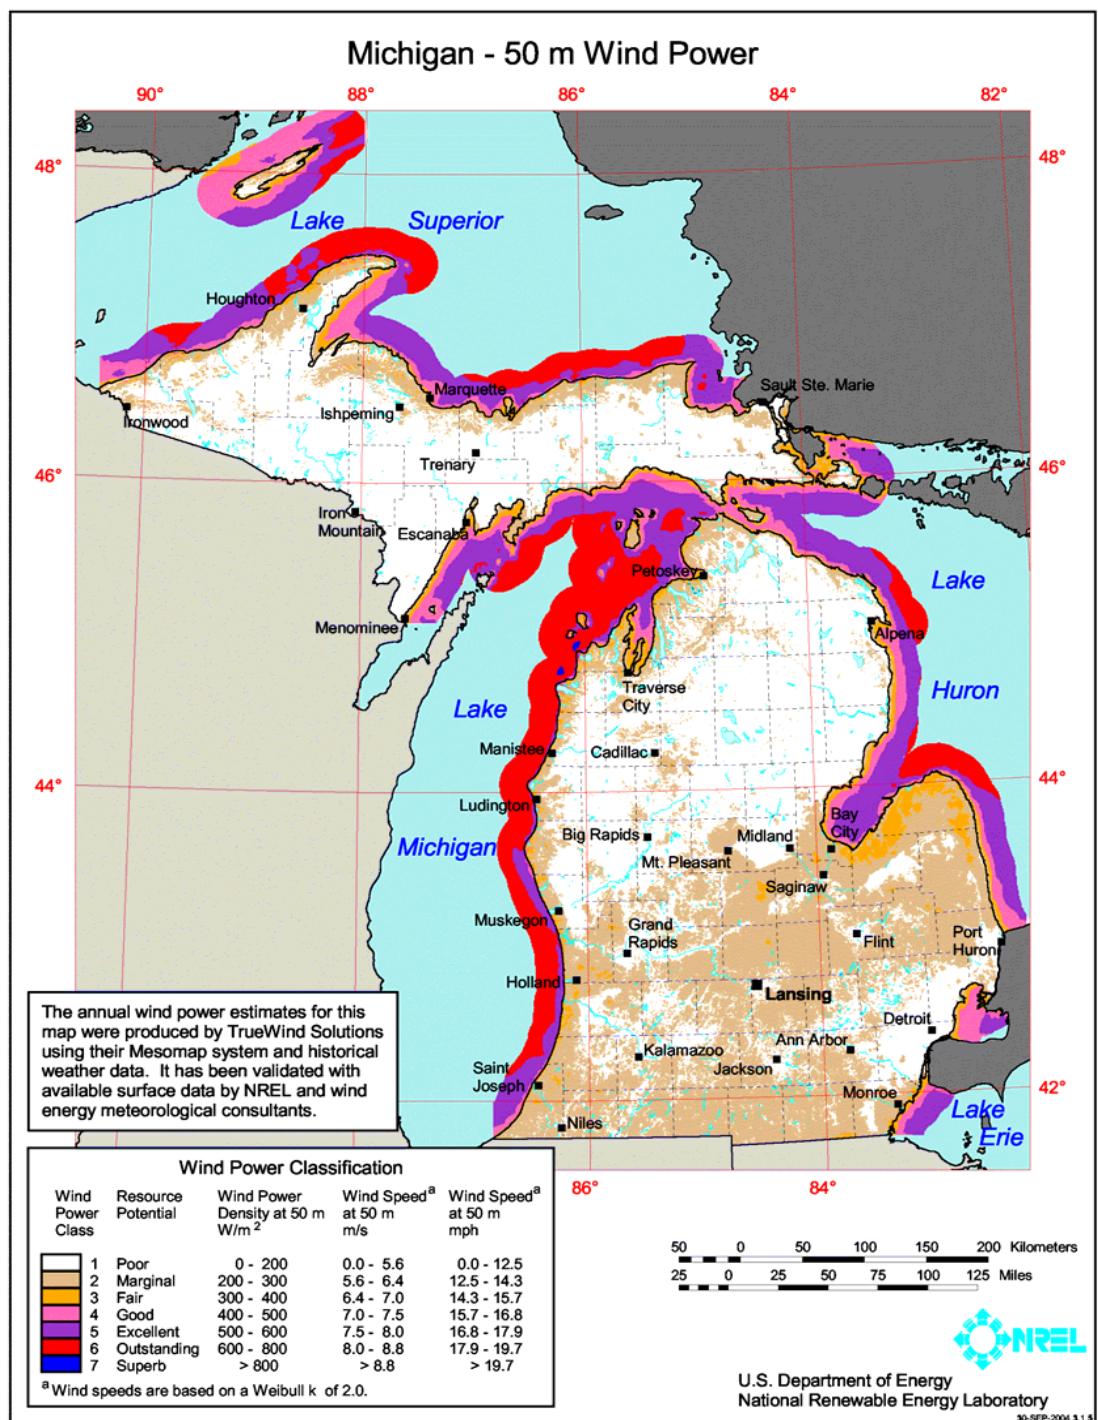 Michigan - 50 m Wind Power
90° 88° 86° 84° 82°
48° 48°
Lake Superior
Houghton
Marquette
Sault Ste. Marie
Ironwood
Ishpeming
Trenary
46° 46°
Iron
Mountain
Escanaba
Petoskey
Lake
Menominee
Alpena
Traverse
City
Huron
Lake
Manistee
Cadillac
44° 44°
Ludington
Bay
City
Big Rapids
Midland
Michigan
Mt. Pleasant
Saginaw
Muskegon
Grand
Rapids
Flint
Port
Huron
Holland
Lansing
The annual wind power estimates for this
map were produced by TrueWind Solutions
using their Mesomap system and historical
weather data. It has been validated with
available surface data by NREL and wind
energy meteorological consultants.
Detroit
Ann Arbor
Kalamazoo
Jackson
Saint
Joseph
42°
Monroe
Lake
Erie
Niles
86° 84°
Wind Power Classification
Wind Power Class Resource Potential Wind Power Density at 50 m W/m 2 Wind Speed a at 50 m m/s Wind Speed a at 50 m mph
1 Poor 0 - 200 0.0 - 5.6 0.0 - 12.5
2 Marginal 200 - 300 5.6 - 6.4 12.5 - 14.3
3 Fair 300 - 400 6.4 - 7.0 14.3 - 15.7
4 Good 400 - 500 7.0 - 7.5 15.7 - 16.8
5 Excellent 500 - 600 7.5 - 8.0 16.8 - 17.9
6 Outstanding 600 - 800 8.0 - 8.8 17.9 - 19.7
7 Superb > 800 > 8.8 > 19.7
a Wind speeds are based on a Weibull k of 2.0.
50 0 50 100 150 200 Kilometers
25 0 25 50 75 100 125 Miles
NREL
U.S. Department of Energy
National Renewable Energy Laboratory
30-SEP-2004